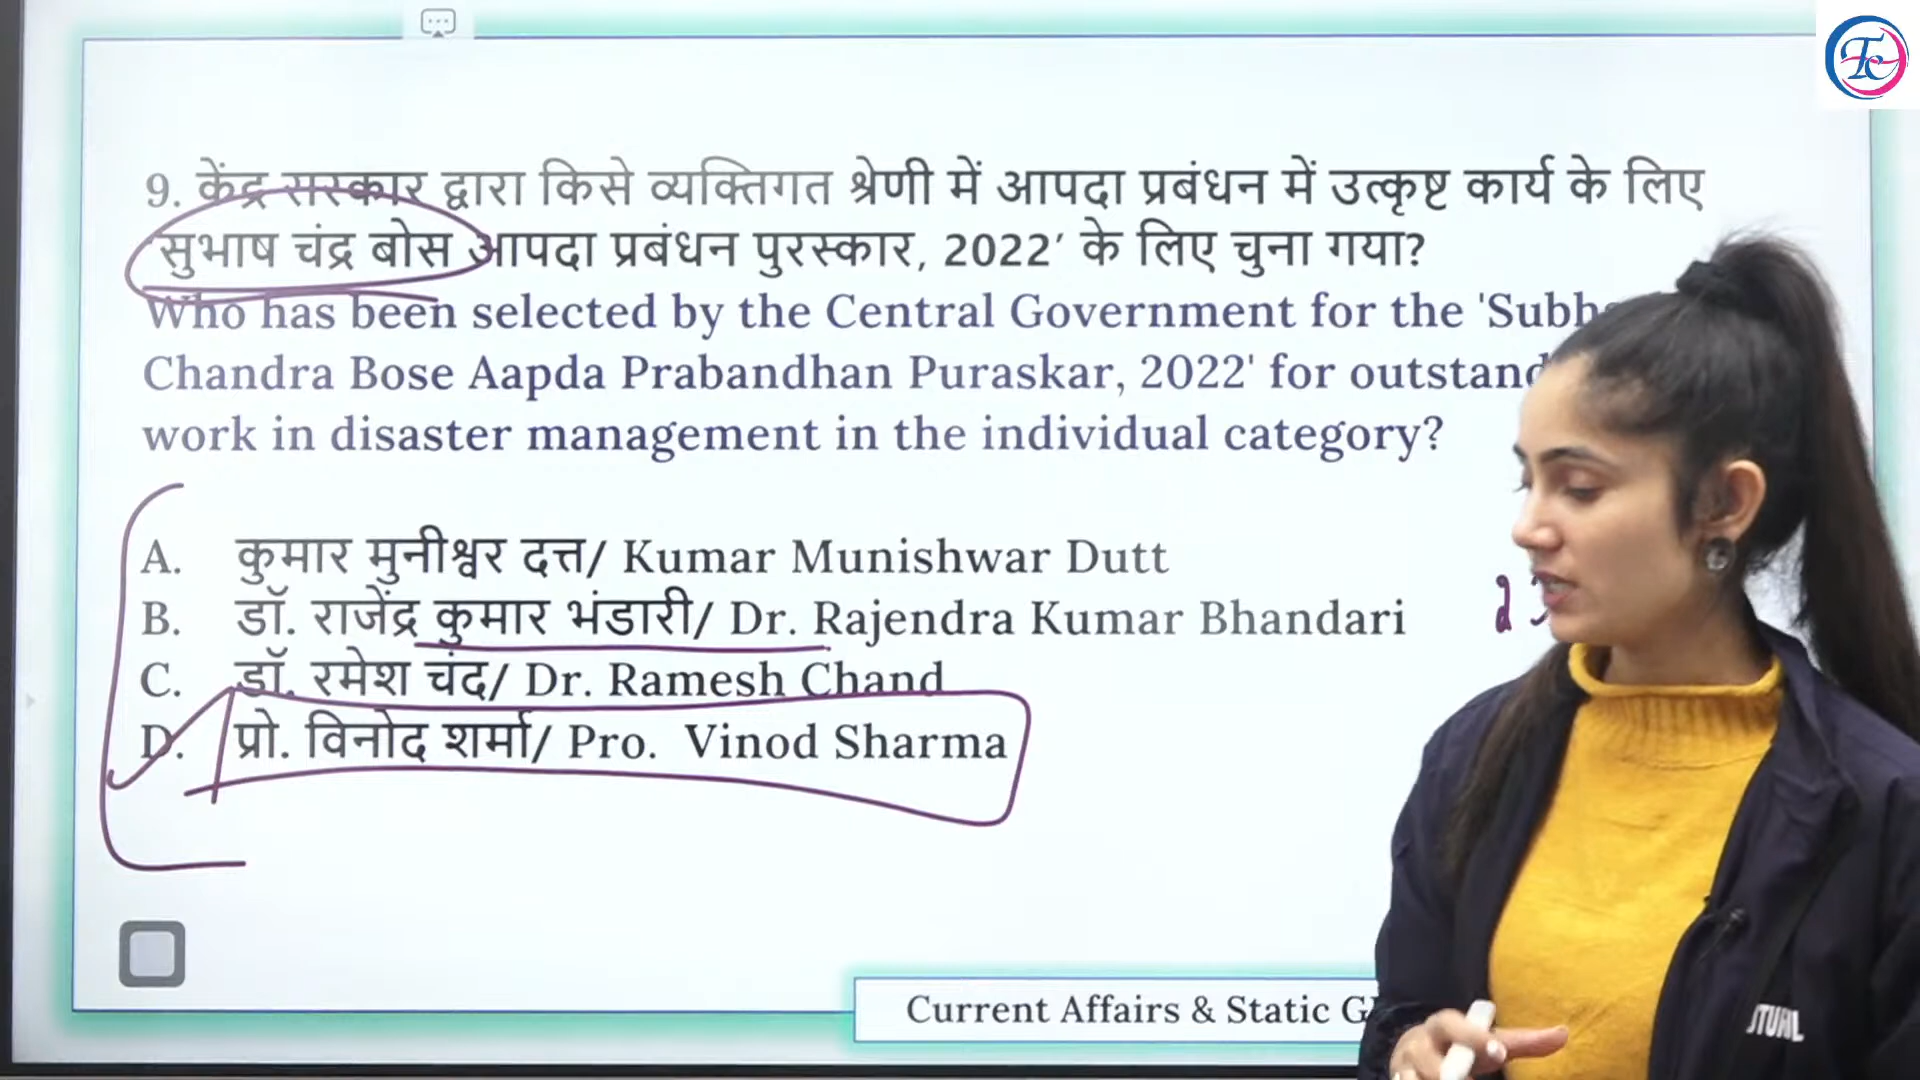 Tc
9. केंद्र सरकार द्वारा किसे व्यक्तिगत श्रेणी में आपदा प्रबंधन में उत्कृष्ट कार्य के लिए
सुभाष चंद्र बोस आपदा प्रबंधन पुरस्कार, 2022’ के लिए चुना गया?
Who has been selected by the Central Government for the 'Subh
Chandra Bose Aapda Prabandhan Puraskar, 2022' for outstand
work in disaster management in the individual category?
A. कुमार मुनीश्वर दत्त/ Kumar Munishwar Dutt
B. डॉ. राजेंद्र कुमार भंडारी/ Dr. Rajendra Kumar Bhandari
C. डॉ. रमेश चंद/ Dr. Ramesh Chand
D. प्रो. विनोद शर्मा/ Pro. Vinod Sharma
Current Affairs & Static G